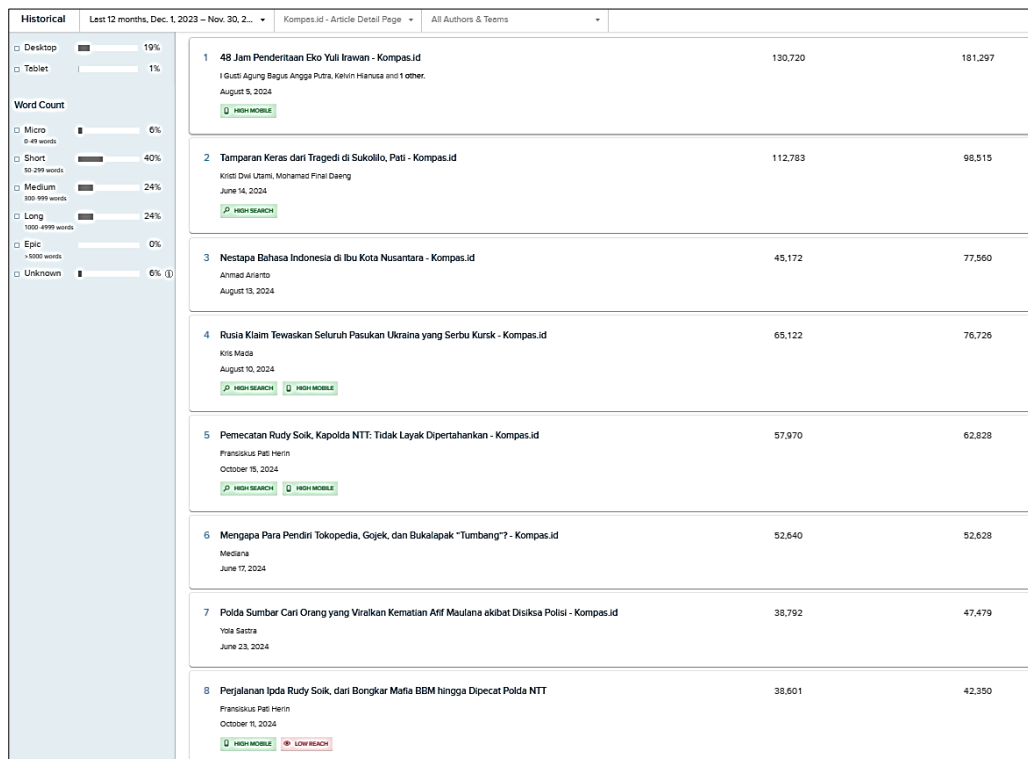 Historical
Last 12 months, Dec. 1, 2023 – Nov. 30, 2...
Kompas.id - Article Detail Page
All Authors & Teams
Desktop 19%
Tablet 1%
Word Count
Micro 6%
0-49 words
Short 40%
50-299 words
Medium 24%
300-999 words
Long 24%
1000-4999 words
Epic 0%
>5000 words
Unknown 6%
1 48 Jam Penderitaan Eko Yuli Irawan - Kompas.id 130,720 181,297
I Gusti Agung Bagus Angga Putra, Kelvin Hianusa and 1 other.
August 5, 2024
HIGH MOBILE
2 Tamparan Keras dari Tragedi di Sukolilo, Pati - Kompas.id 112,783 98,515
Kristi Dwi Utami, Mohamad Final Daeng
June 14, 2024
HIGH SEARCH
3 Nestapa Bahasa Indonesia di Ibu Kota Nusantara - Kompas.id 45,172 77,560
Ahmad Arianto
August 13, 2024
4 Rusia Klaim Tewaskan Seluruh Pasukan Ukraina yang Serbu Kursk - Kompas.id 65,122 76,726
Kris Mada
August 10, 2024
HIGH SEARCH HIGH MOBILE
5 Pemecatan Rudy Soik, Kapolda NTT: Tidak Layak Dipertahankan - Kompas.id 57,970 62,828
Fransiskus Pati Herin
October 15, 2024
HIGH SEARCH HIGH MOBILE
6 Mengapa Para Pendiri Tokopedia, Gojek, dan Bukalapak "Tumbang"? - Kompas.id 52,640 52,628
Mediana
June 17, 2024
7 Polda Sumbar Cari Orang yang Viralkan Kematian Afif Maulana akibat Disiksa Polisi - Kompas.id 38,792 47,479
Yola Sastra
June 23, 2024
8 Perjalanan Ipda Rudy Soik, dari Bongkar Mafia BBM hingga Dipecat Polda NTT 38,601 42,350
Fransiskus Pati Herin
October 11, 2024
HIGH MOBILE LOW REACH